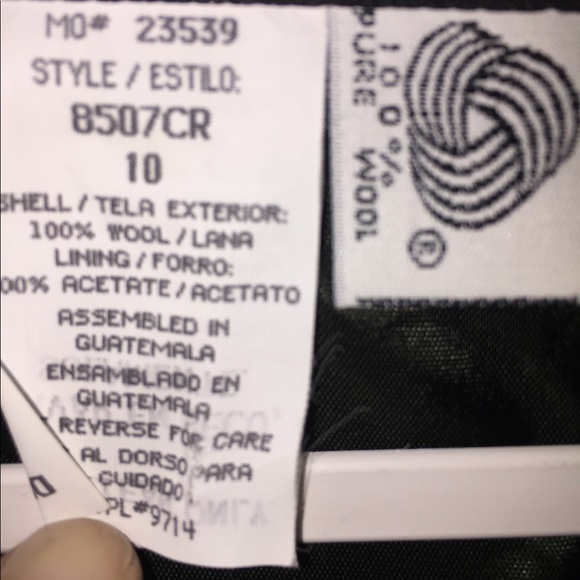 MO# 23539
STYLE / ESTILO:
8507CR
10
SHELL / TELA EXTERIOR:
100% WOOL / LANA
LINING / FORRO:
00% ACETATE / ACETATO
ASSEMBLED IN
GUATEMALA
ENSAMBLADO EN
GUATEMALA
REVERSE FOR CARE
AL DORSO PARA
CUIDADO
PL#9714
100%
PURE WOOL
®